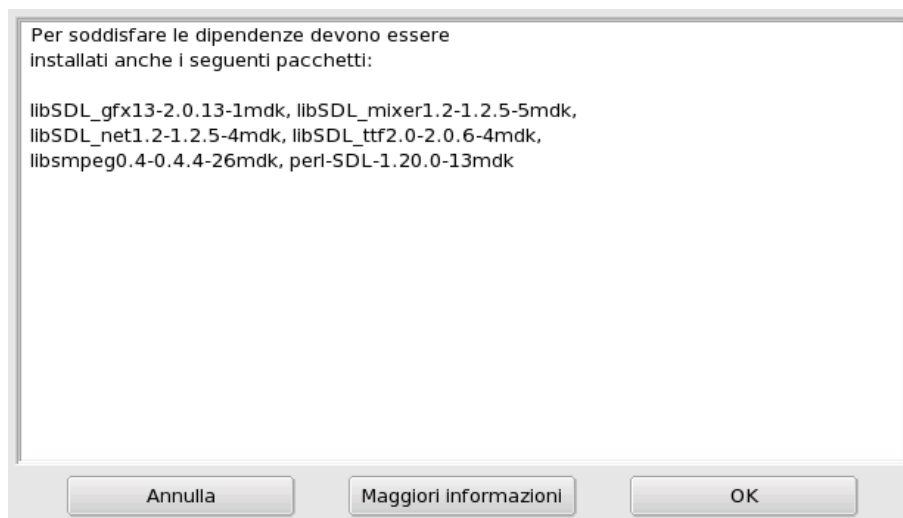 Per soddisfare le dipendenze devono essere
installati anche i seguenti pacchetti:
libSDL_gfx13-2.0.13-1mdk, libSDL_mixer1.2-1.2.5-5mdk,
libSDL_net1.2-1.2.5-4mdk, libSDL_ttf2.0-2.0.6-4mdk,
libsmpeg0.4-0.4.4-26mdk, perl-SDL-1.20.0-13mdk
Annulla
Maggiori informazioni
OK